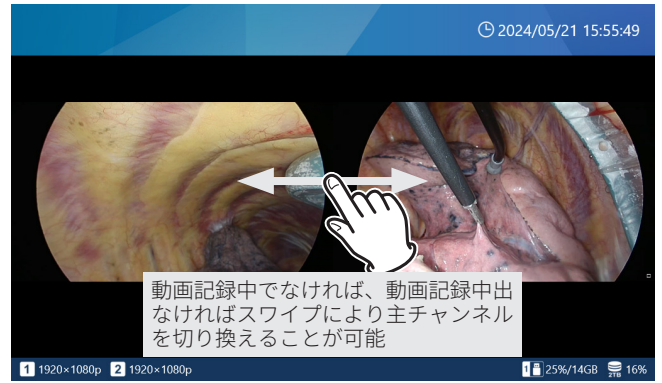 2024/05/21 15:55:49
動画記録中でなければ、動画記録中出
なければスワイプにより主チャンネル
を切り換えることが可能
1 1920×1080p 2 1920×1080p
1 25%/14GB 2TB 16%